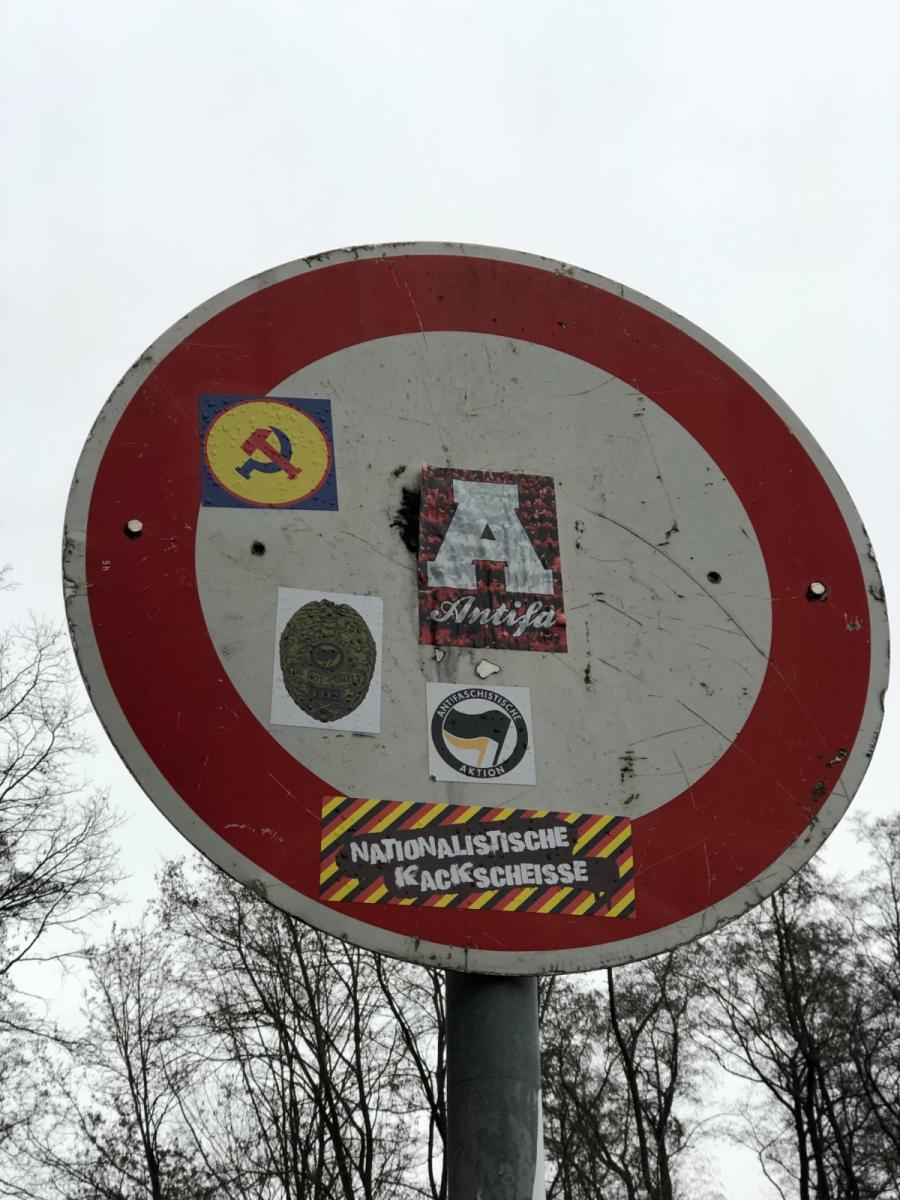 A
Antifa
ANTIFASCHISTISCHE
AKTION
NATIONALISTISCHE
KACKSCHEISSE